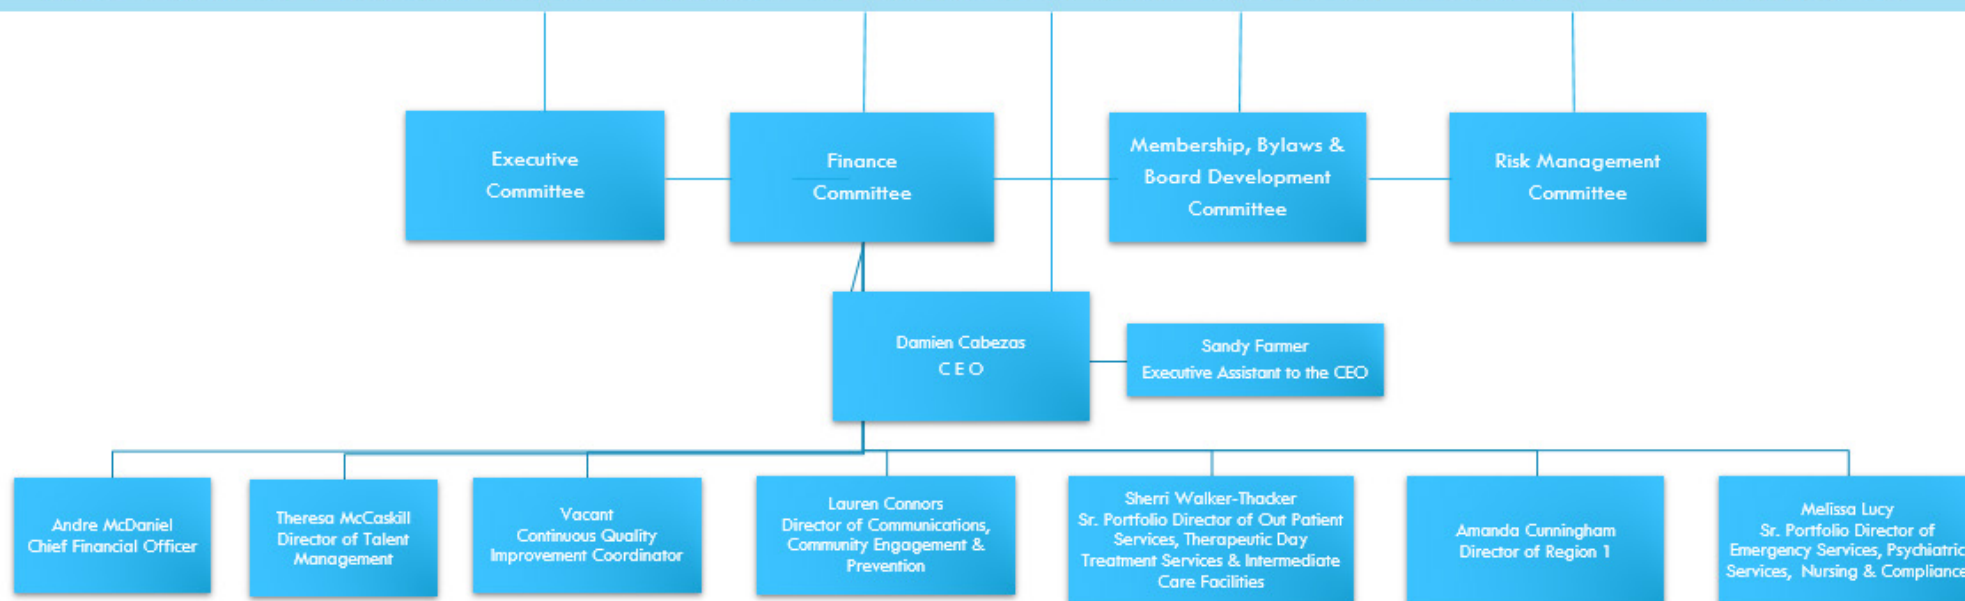 Executive
Committee
Finance
Committee
Membership, Bylaws &
Board Development
Committee
Risk Management
Committee
Damien Cabezas
CEO
Sandy Farmer
Executive Assistant to the CEO
Andre McDaniel
Chief Financial Officer
Theresa McCaskill
Director of Talent
Management
Vacant
Continuous Quality
Improvement Coordinator
Lauren Connors
Director of Communications,
Community Engagement &
Prevention
Sherri Walker-Thacker
Sr. Portfolio Director of Out Patient
Services, Therapeutic Day
Treatment Services & Intermediate
Care Facilities
Amanda Cunningham
Director of Region 1
Melissa Lucy
Sr. Portfolio Director of
Emergency Services, Psychiatric
Services, Nursing & Compliance